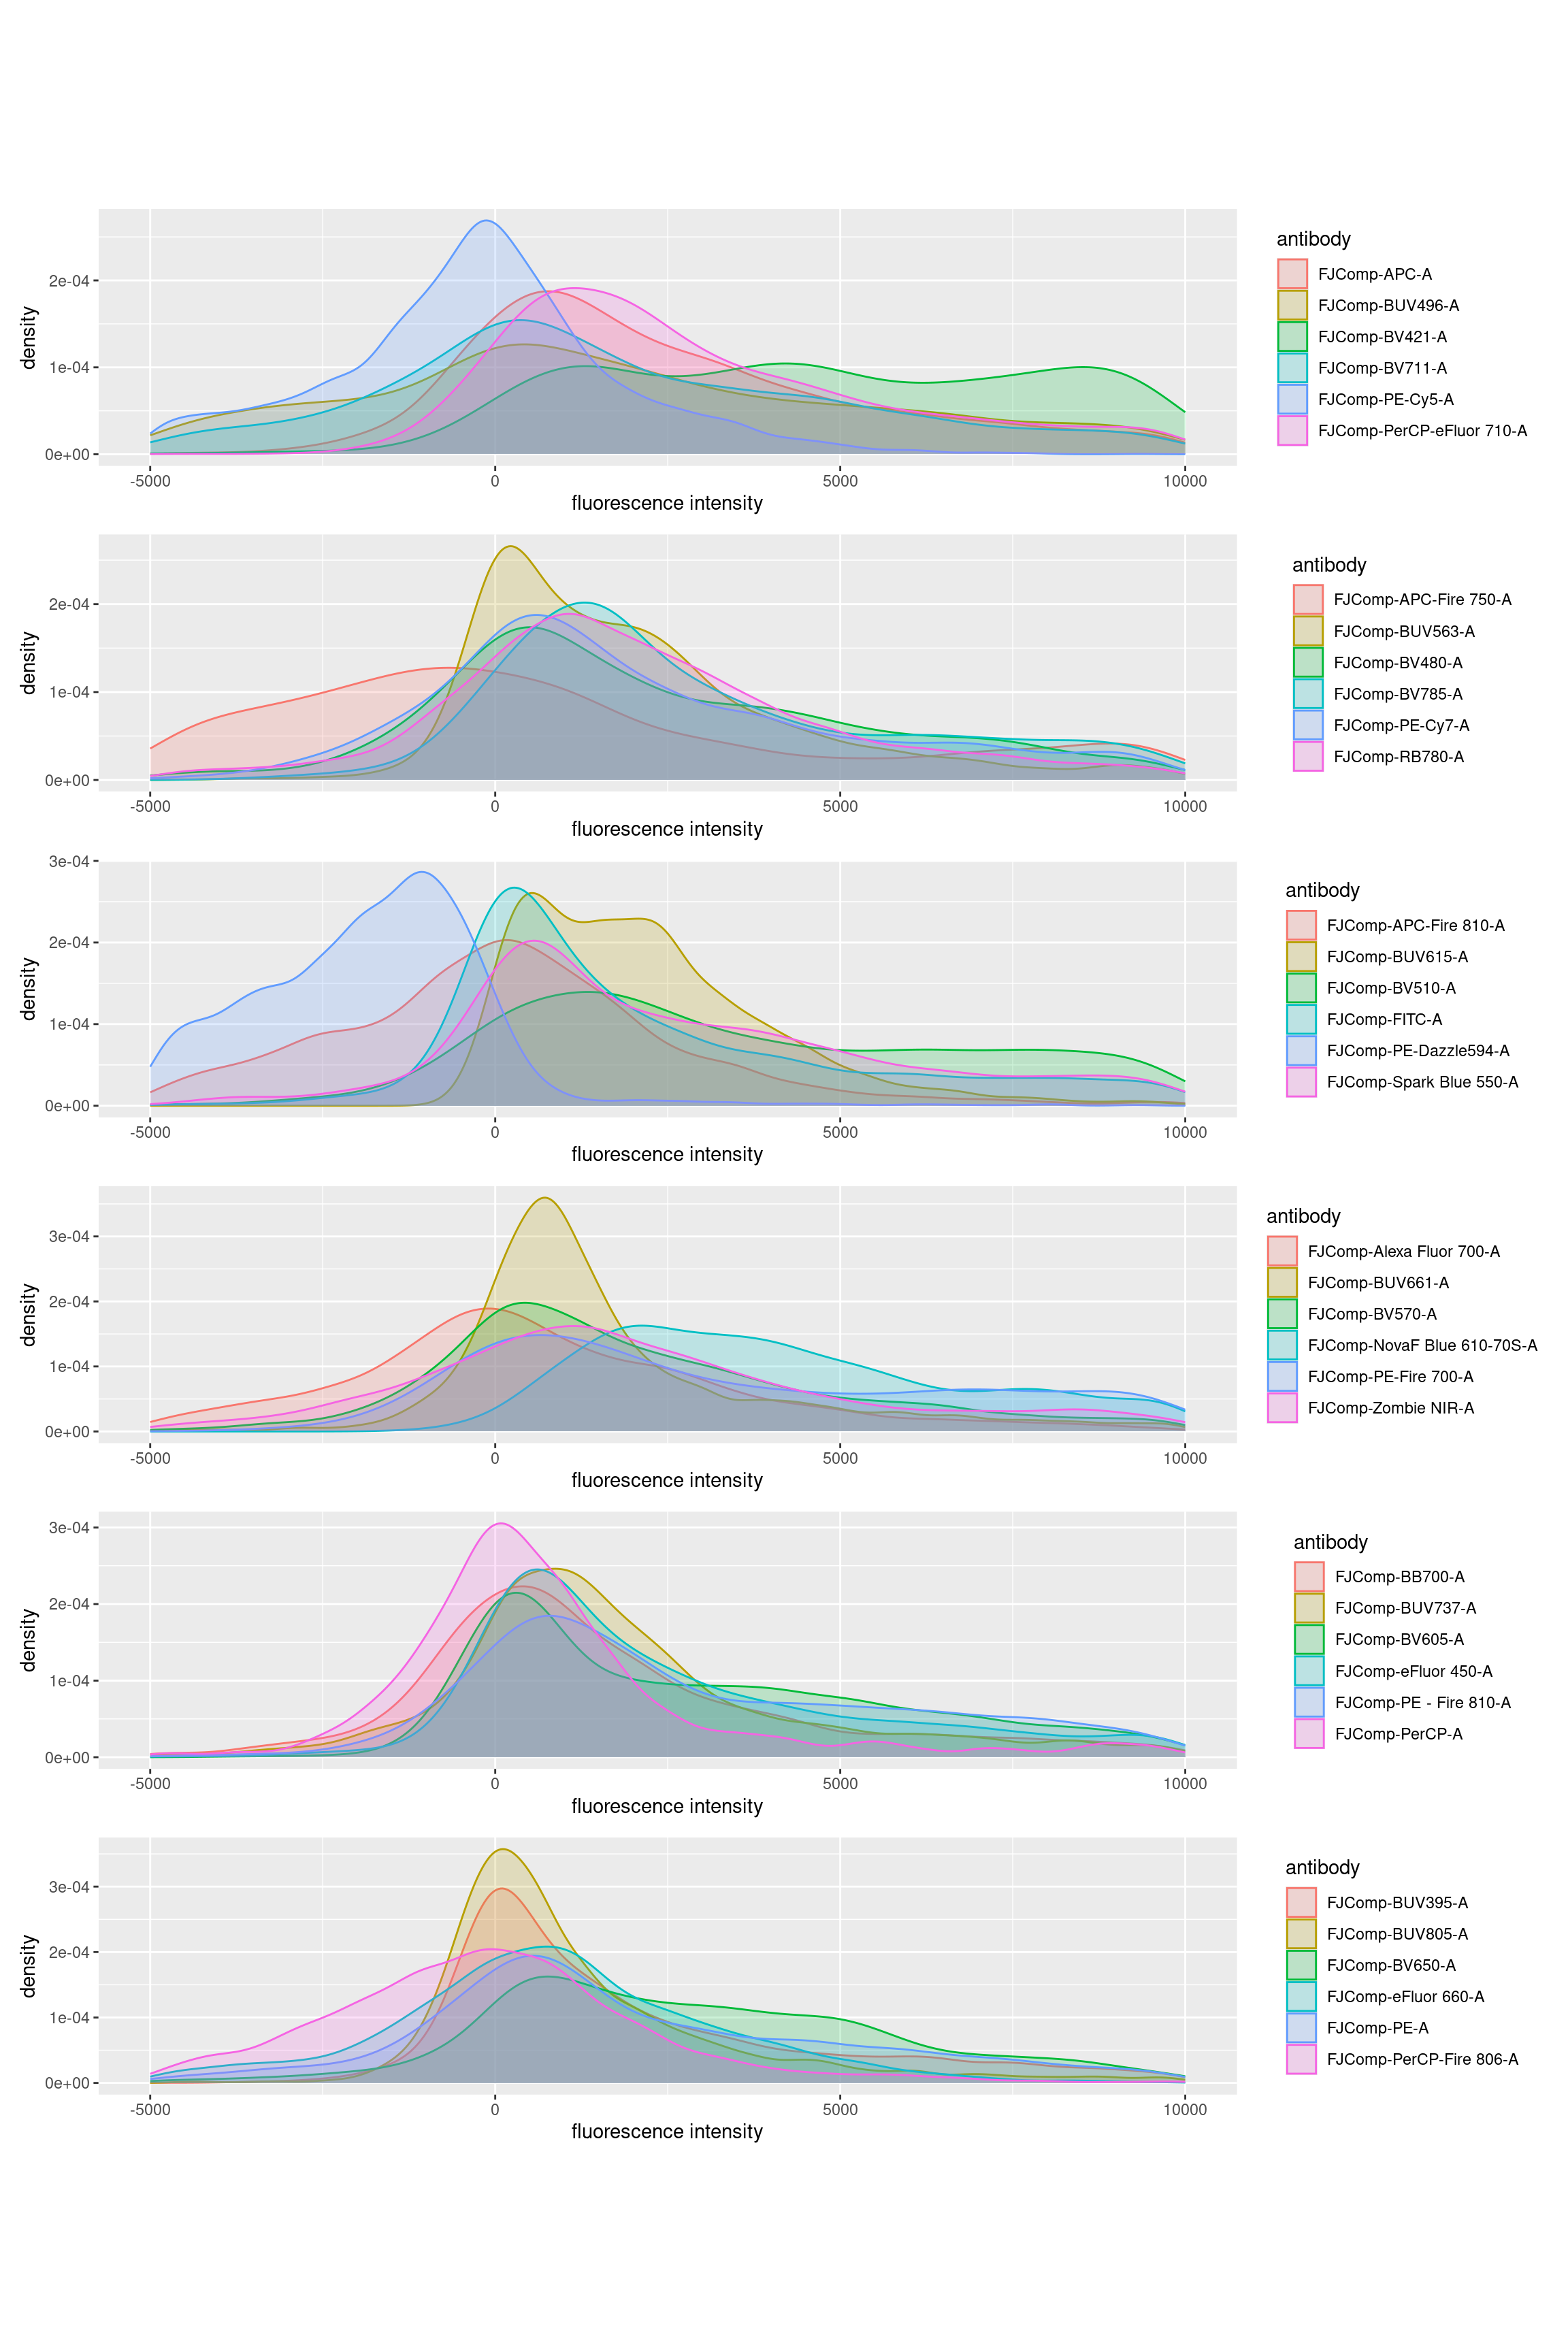 antibody
FJComp-APC-A
FJComp-BUV496-A
FJComp-BV421-A
FJComp-BV711-A
FJComp-PE-Cy5-A
FJComp-PerCP-eFluor 710-A
density
2e-04
1e-04
0e+00
-5000 0 5000 10000
fluorescence intensity
antibody
FJComp-APC-Fire 750-A
FJComp-BUV563-A
FJComp-BV480-A
FJComp-BV785-A
FJComp-PE-Cy7-A
FJComp-RB780-A
density
2e-04
1e-04
0e+00
-5000 0 5000 10000
fluorescence intensity
antibody
FJComp-APC-Fire 810-A
FJComp-BUV615-A
FJComp-BV510-A
FJComp-FITC-A
FJComp-PE-Dazzle594-A
FJComp-Spark Blue 550-A
density
3e-04
2e-04
1e-04
0e+00
-5000 0 5000 10000
fluorescence intensity
antibody
FJComp-Alexa Fluor 700-A
FJComp-BUV661-A
FJComp-BV570-A
FJComp-NovaF Blue 610-70S-A
FJComp-PE-Fire 700-A
FJComp-Zombie NIR-A
density
3e-04
2e-04
1e-04
0e+00
-5000 0 5000 10000
fluorescence intensity
antibody
FJComp-BB700-A
FJComp-BUV737-A
FJComp-BV605-A
FJComp-eFluor 450-A
FJComp-PE - Fire 810-A
FJComp-PerCP-A
density
3e-04
2e-04
1e-04
0e+00
-5000 0 5000 10000
fluorescence intensity
antibody
FJComp-BUV395-A
FJComp-BUV805-A
FJComp-BV650-A
FJComp-eFluor 660-A
FJComp-PE-A
FJComp-PerCP-Fire 806-A
density
3e-04
2e-04
1e-04
0e+00
-5000 0 5000 10000
fluorescence intensity